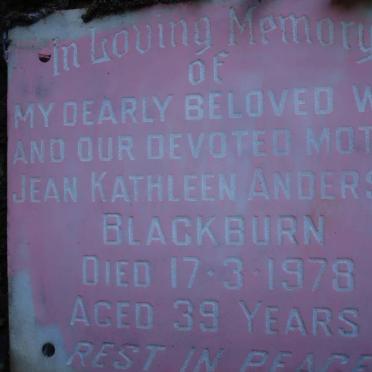 In Loving Memory
of
MY DEARLY BELOVED W
AND OUR DEVOTED MOT
JEAN KATHLEEN ANDERS
BLACKBURN
DIED 17·3·1978
AGED 39 YEARS
REST IN PEACE